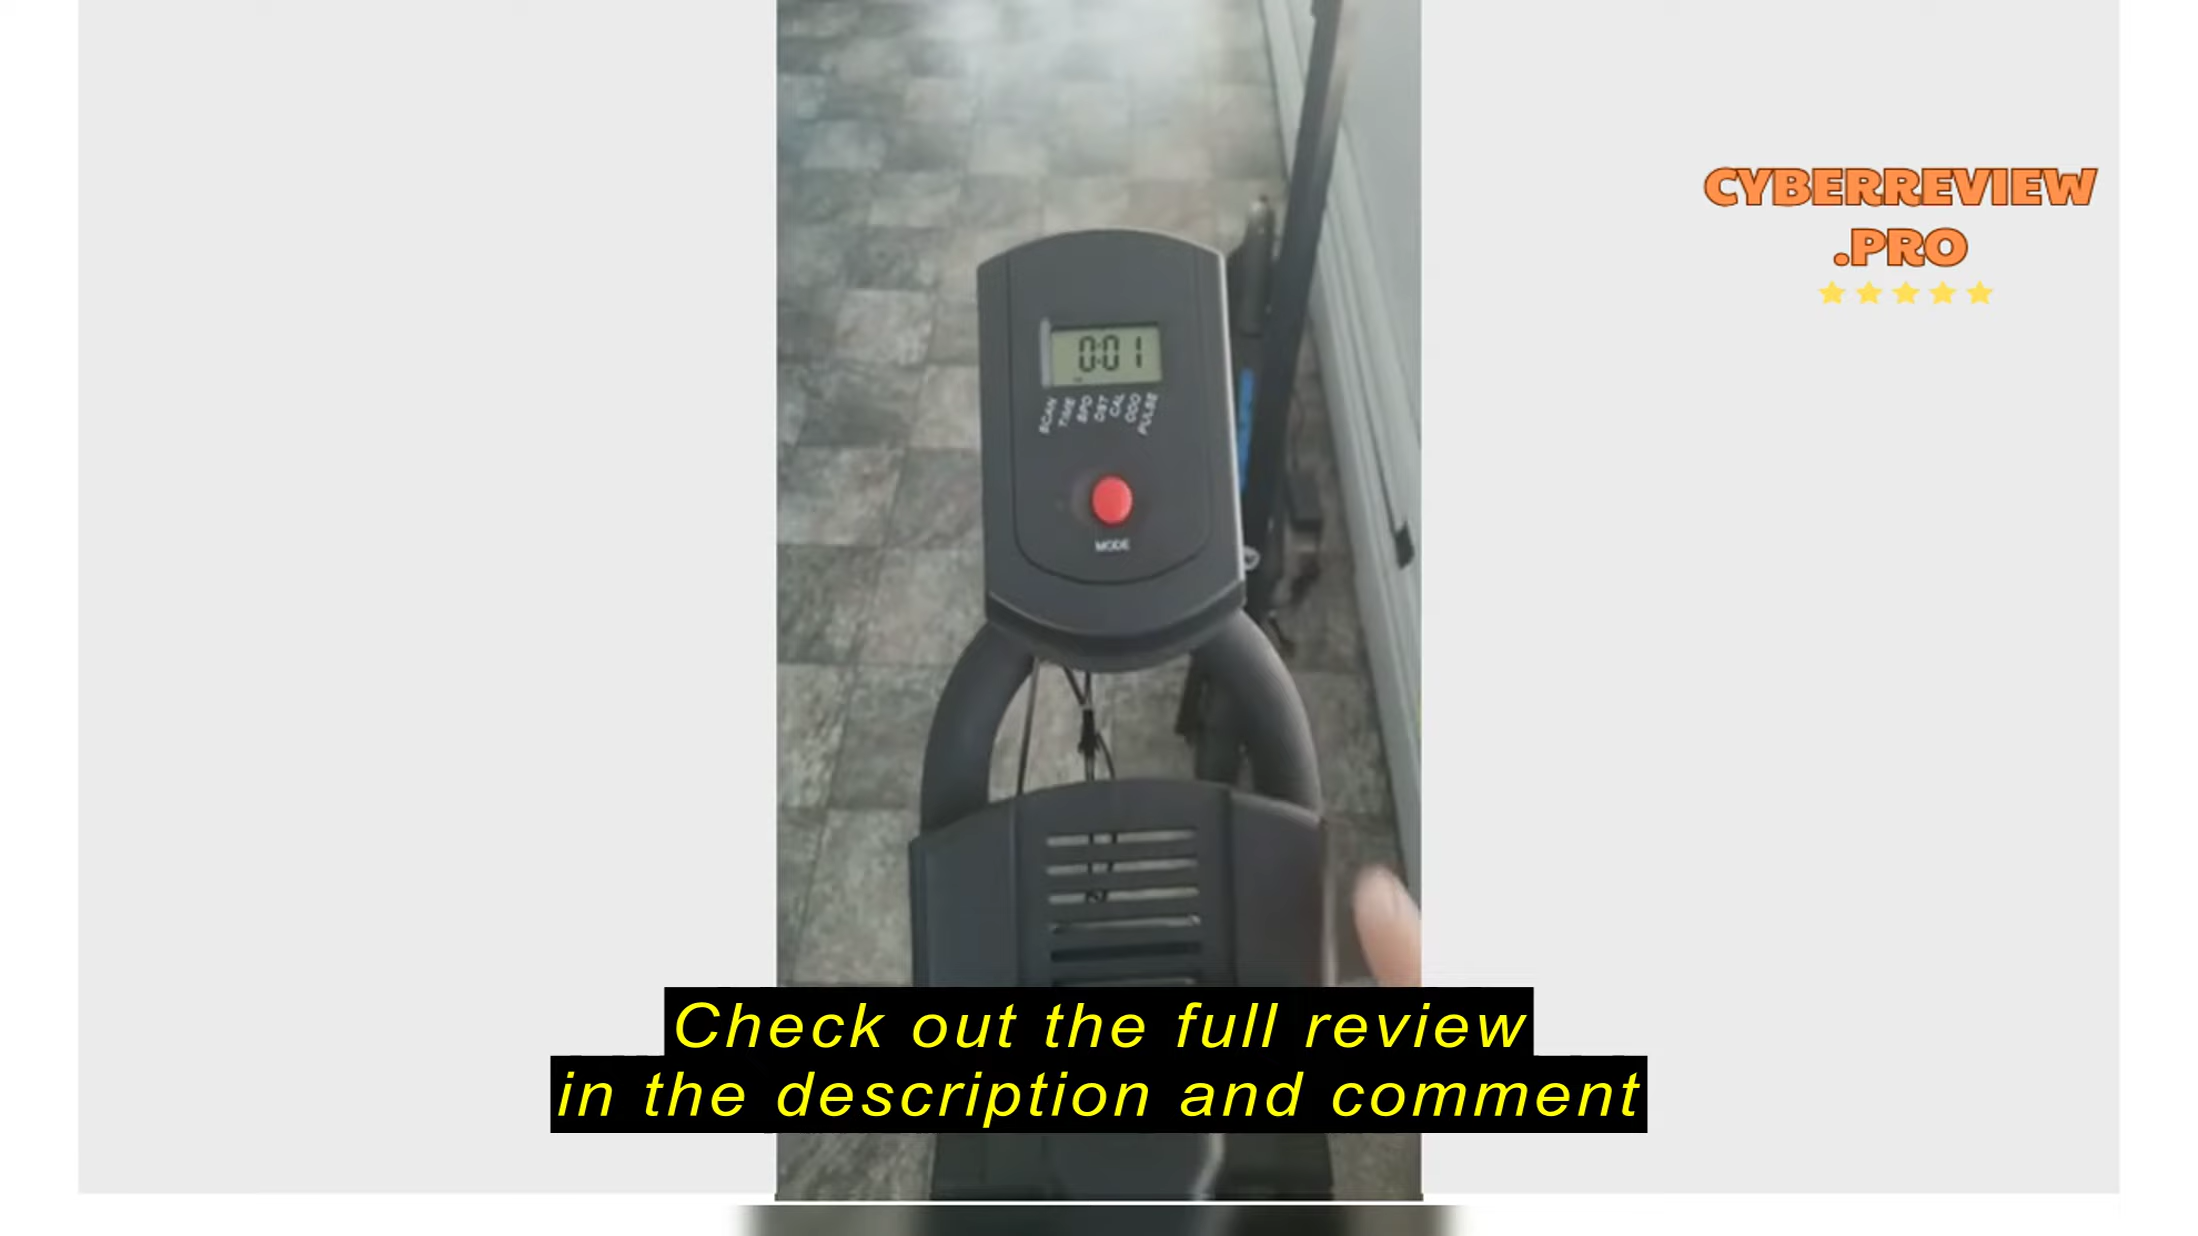 CYBERREVIEW
.PRO
0:01
SCAN
TIME
SPD
DST
CAL
ODO
PULSE
MODE
Check out the full review
in the description and comment